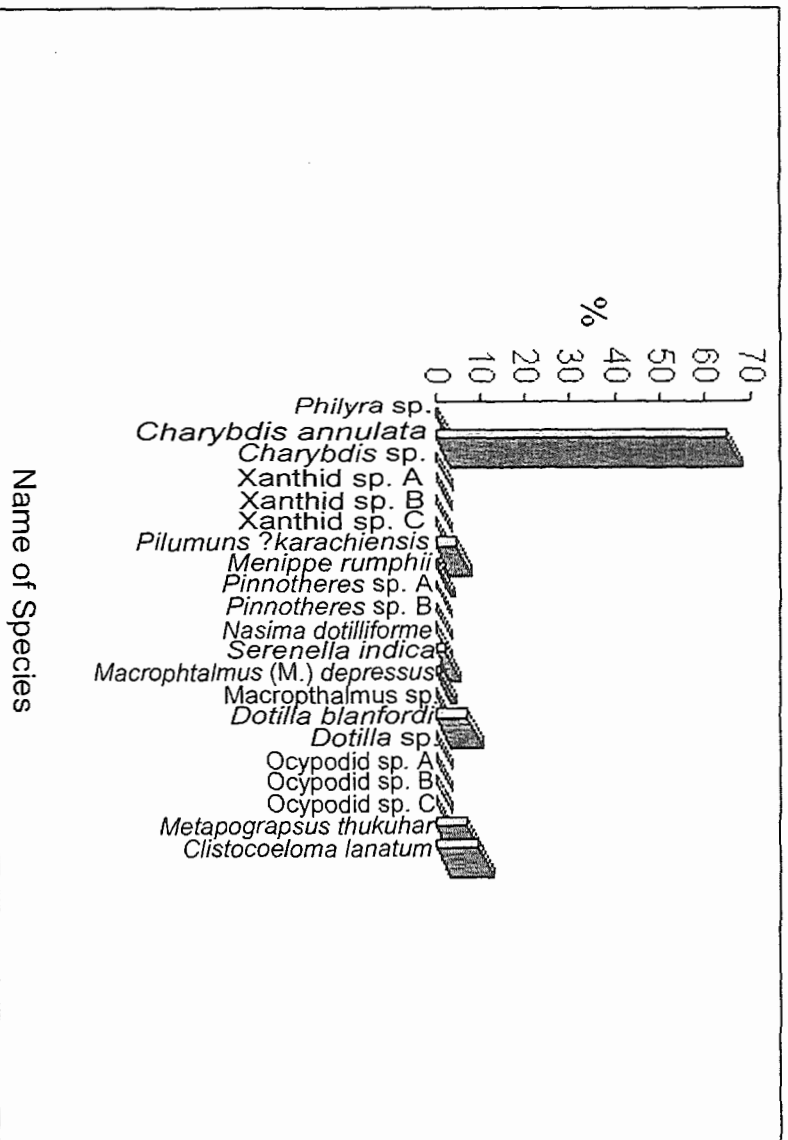 %
0
10
20
30
40
50
60
70
Philyra sp.
Charybdis annulata
Charybdis sp.
Xanthid sp. A
Xanthid sp. B
Xanthid sp. C
Pilumuns ?karachiensis
Menippe rumphii
Pinnotheres sp. A
Pinnotheres sp. B
Nasima dotilliforme
Serenella indica
Macrophtalmus (M.) depressus
Macropthalmus sp.
Dotilla blanfordi
Dotilla sp.
Ocypodid sp. A
Ocypodid sp. B
Ocypodid sp. C
Metapograpsus thukuhar
Clistocoeloma lanatum
Name of Species